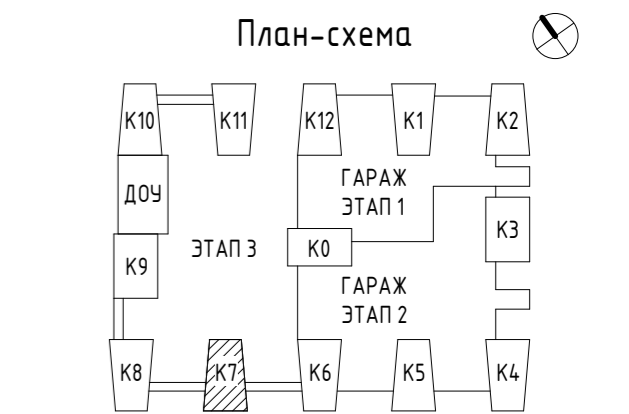 План-схема
К10
К11
К12
К1
К2
ДОУ
ГАРАЖ
ЭТАП 1
К3
ЭТАП 3
К0
К9
ГАРАЖ
ЭТАП 2
К8
К7
К6
К5
К4